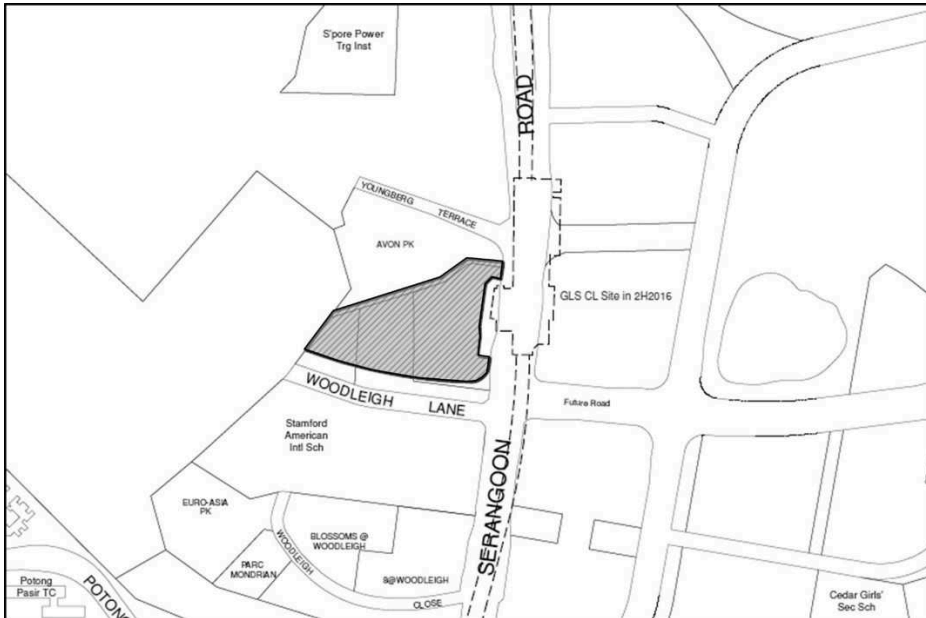 S'pore Power
Trg Inst
ROAD
YOUNGBERG TERRACE
AVON PK
GLS CL Site in 2H2016
WOODLEIGH LANE
Future Road
Stamford
American
Intl Sch
SERANGOON
EURO-ASIA
PK
WOODLEIGH CLOSE
BLOSSOMS @
WOODLEIGH
PARC
MONDRIAN
8@WOODLEIGH
Potong
Pasir TC
POTONG
Cedar Girls'
Sec Sch